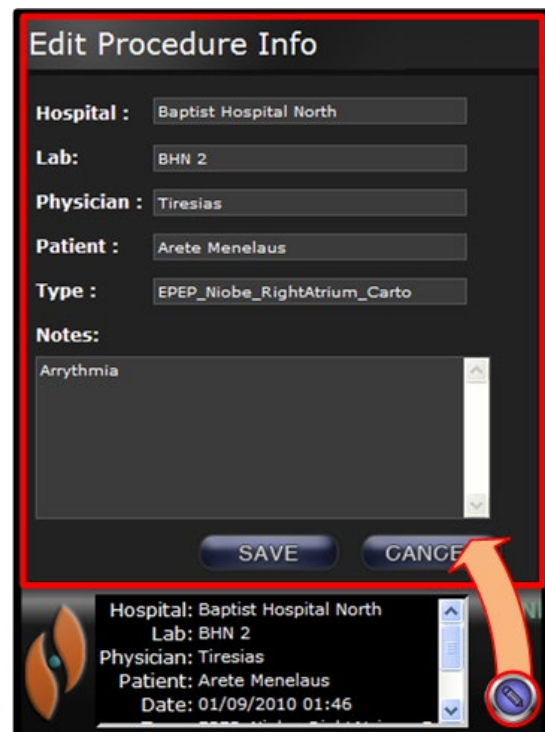 Edit Procedure Info
Hospital : Baptist Hospital North
Lab: BHN 2
Physician : Tiresias
Patient : Arete Menelaus
Type : EPEP_Niobe_RightAtrium_Carto
Notes:
Arrythmia
SAVE CANCE
Hospital: Baptist Hospital North
Lab: BHN 2
Physician: Tiresias
Patient: Arete Menelaus
Date: 01/09/2010 01:46